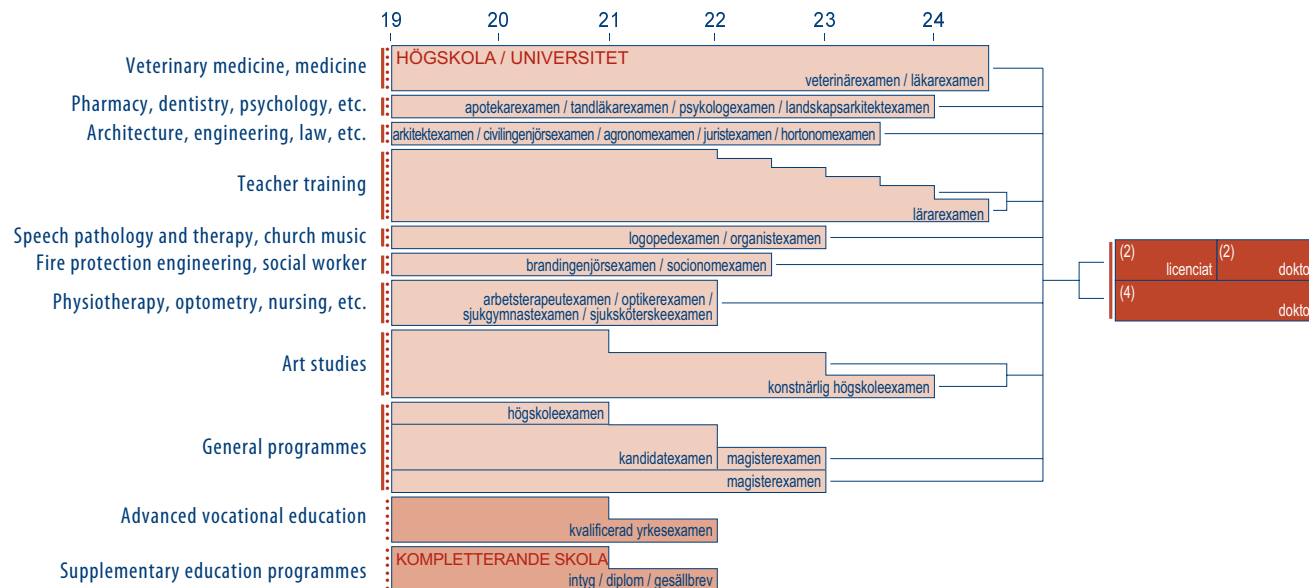 19 20 21 22 23 24
Veterinary medicine, medicine
HÖGSKOLA / UNIVERSITET
veterinärexamen / läkarexamen
Pharmacy, dentistry, psychology, etc.
apotekarexamen / tandläkarexamen / psykologexamen / landskapsarkitektexamen
Architecture, engineering, law, etc.
arkitektexamen / civilingenjörsexamen / agronomexamen / juristexamen / hortonomexamen
Teacher training
lärarexamen
Speech pathology and therapy, church music
logopedexamen / organistexamen
Fire protection engineering, social worker
brandingenjörsexamen / socionomexamen
(2) (2)
licenciat dokto
(4)
dokto
Physiotherapy, optometry, nursing, etc.
arbetsterapeutexamen / optikerexamen /
sjukgymnastexamen / sjuksköterskeexamen
Art studies
konstnärlig högskoleexamen
General programmes
högskoleexamen
kandidatexamen magisterexamen
magisterexamen
Advanced vocational education
kvalificerad yrkesexamen
Supplementary education programmes
KOMPLETTERANDE SKOLA
intyg / diplom / gesällbrev